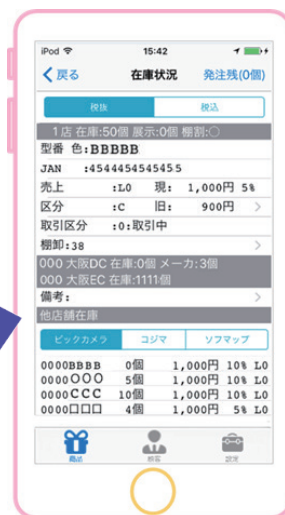 iPod 15:42
戻る 在庫状況 発注残(0個)
税抜 税込
1店 在庫:50個 展示:0個 棚割:○
型番 色:BBBBB
JAN :4544454545455
売上 :L0 現: 1,000円 5%
区分 :C 旧: 900円
取引区分 :0:取引中
棚卸:38
000 大阪DC 在庫:0個 メーカ:3個
000 大阪EC 在庫:1111個
備考:
他店舗在庫
ビックカメラ コジマ ソフマップ
0000BBBB 0個 1,000円 10% L0
0000〇〇〇 5個 1,000円 10% L0
0000CCC 10個 1,000円 10% L0
0000□□□ 4個 1,000円 5% L0
商品 顧客 設定